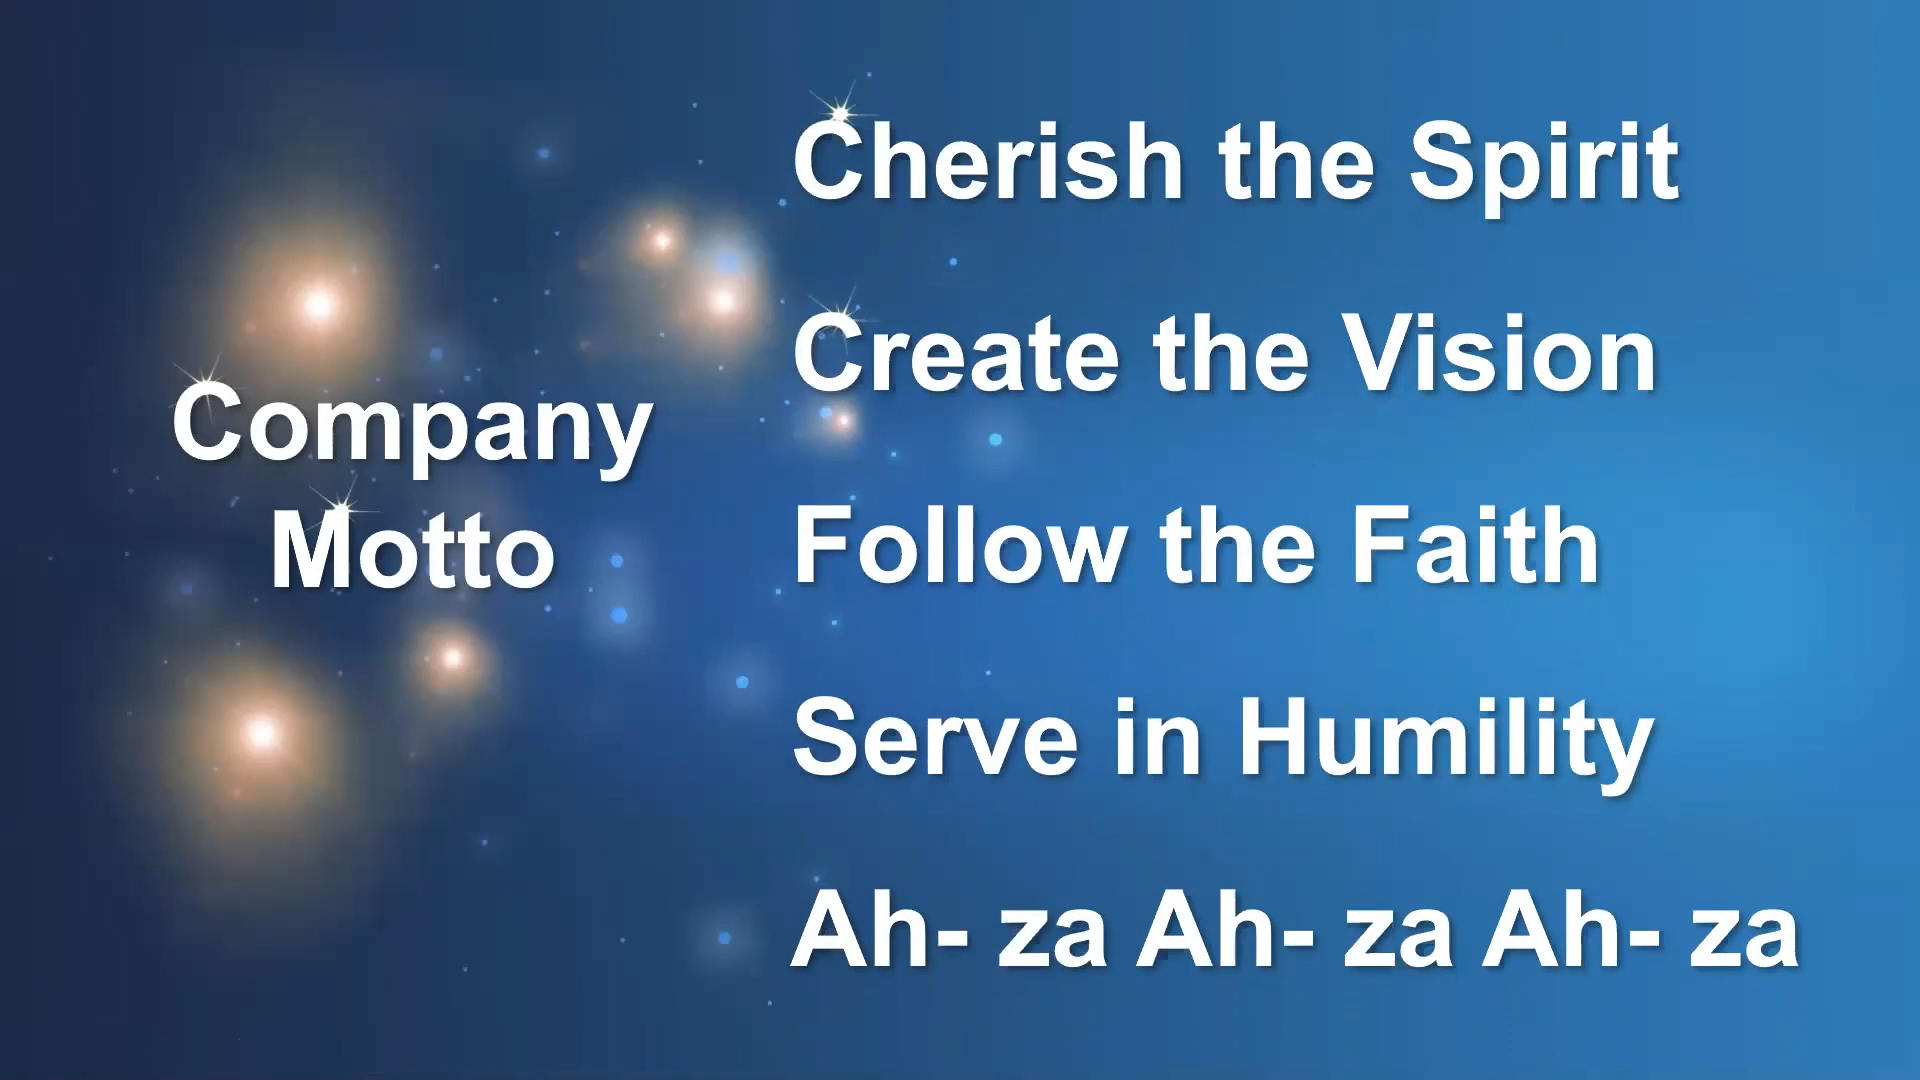 Company
Motto
Cherish the Spirit
Create the Vision
Follow the Faith
Serve in Humility
Ah- za Ah- za Ah- za